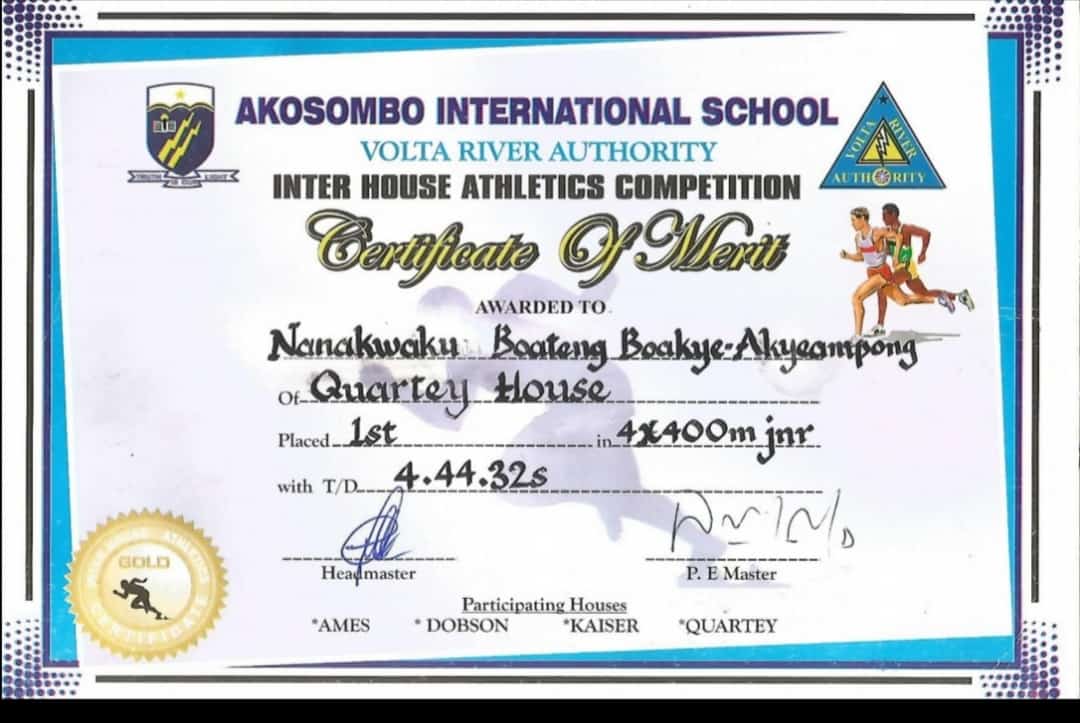 AKOSOMBO INTERNATIONAL SCHOOL
VOLTA RIVER AUTHORITY
VOLTA RIVER AUTHORITY
INTER HOUSE ATHLETICS COMPETITION
Certificate Of Merit
AWARDED TO
Nanakwaku Boateng Boakye-Akyeampong
Of Quartey House
Placed 1st in 4x400m jnr
with T/D 4.44.32s
Headmaster
P. E Master
GOLD
CERTIFICATE
Participating Houses
*AMES * DOBSON *KAISER *QUARTEY